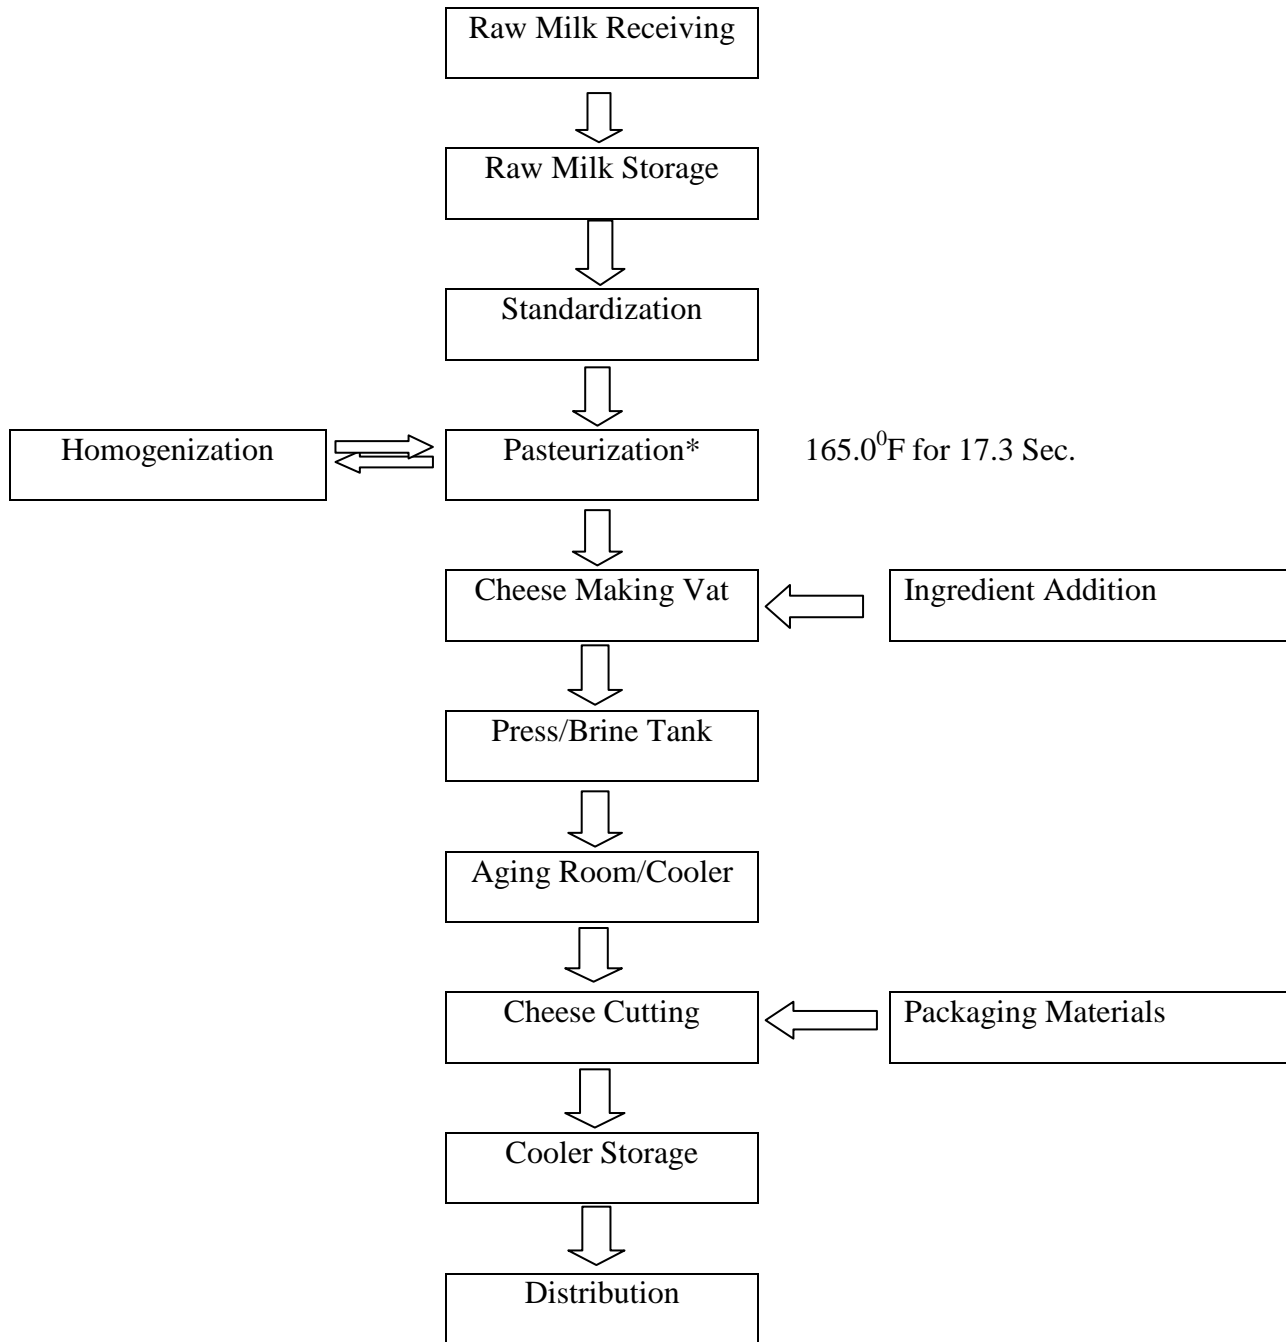 Raw Milk Receiving
Raw Milk Storage
Standardization
Homogenization
Pasteurization*
165.0⁰F for 17.3 Sec.
Cheese Making Vat
Ingredient Addition
Press/Brine Tank
Aging Room/Cooler
Cheese Cutting
Packaging Materials
Cooler Storage
Distribution